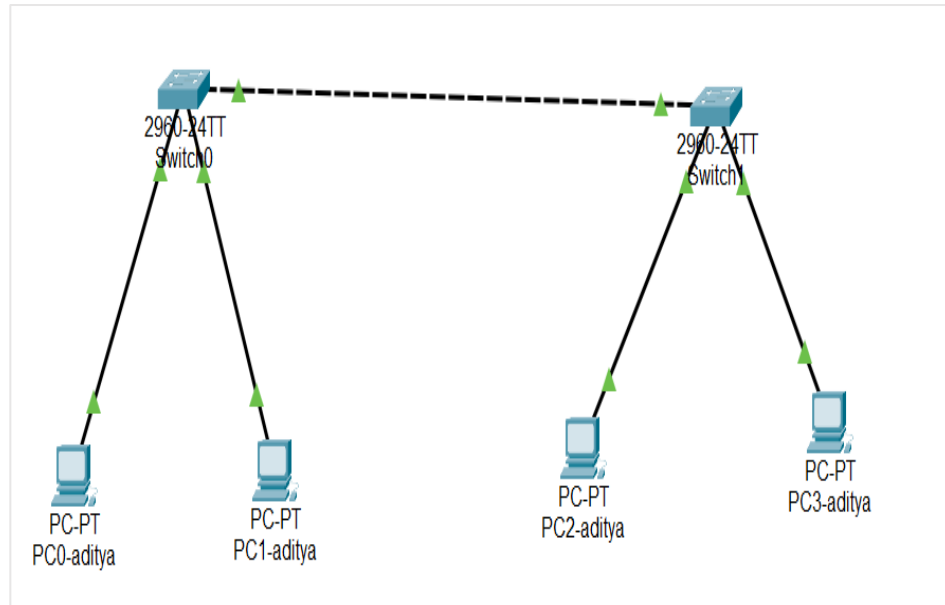 2960-24TT
Switch0
2960-24TT
Switch1
PC-PT
PC0-aditya
PC-PT
PC1-aditya
PC-PT
PC2-aditya
PC-PT
PC3-aditya